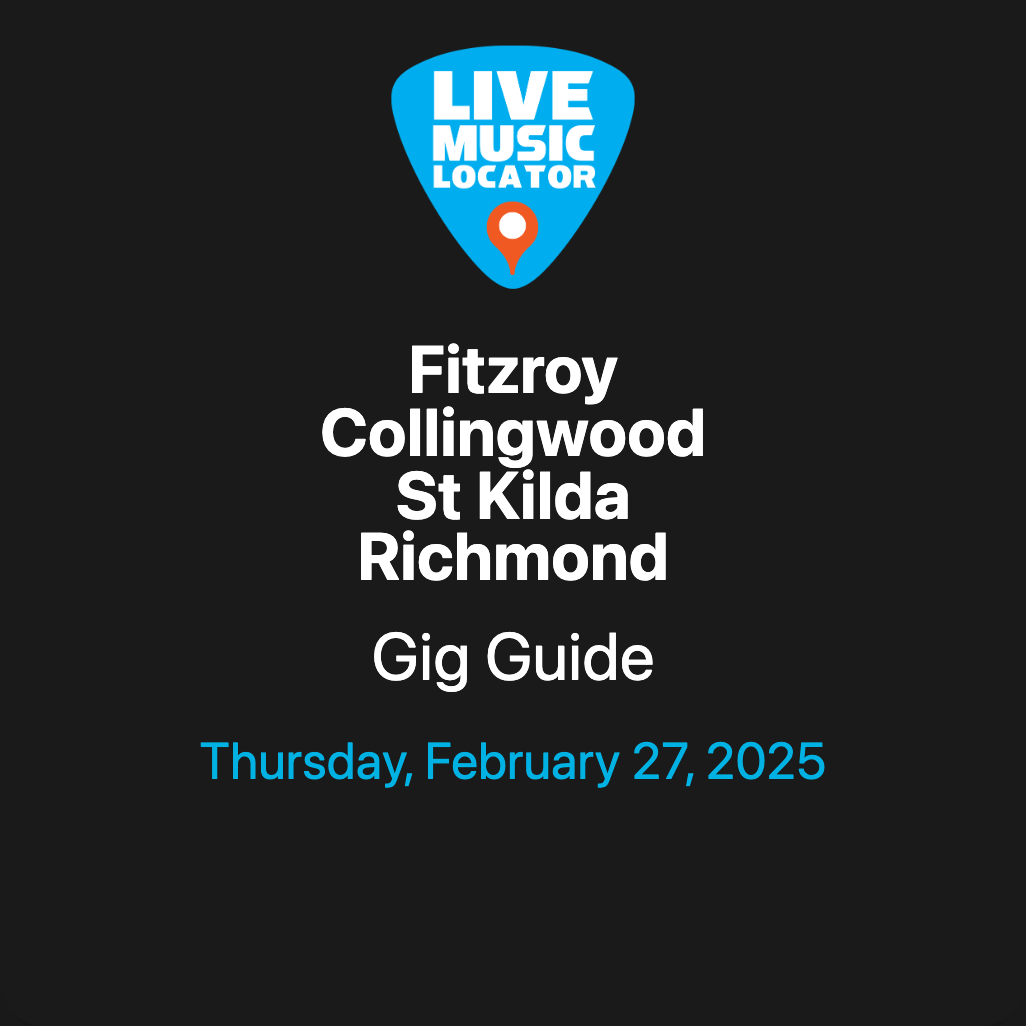 LIVE
MUSIC
LOCATOR
Fitzroy
Collingwood
St Kilda
Richmond
Gig Guide
Thursday, February 27, 2025